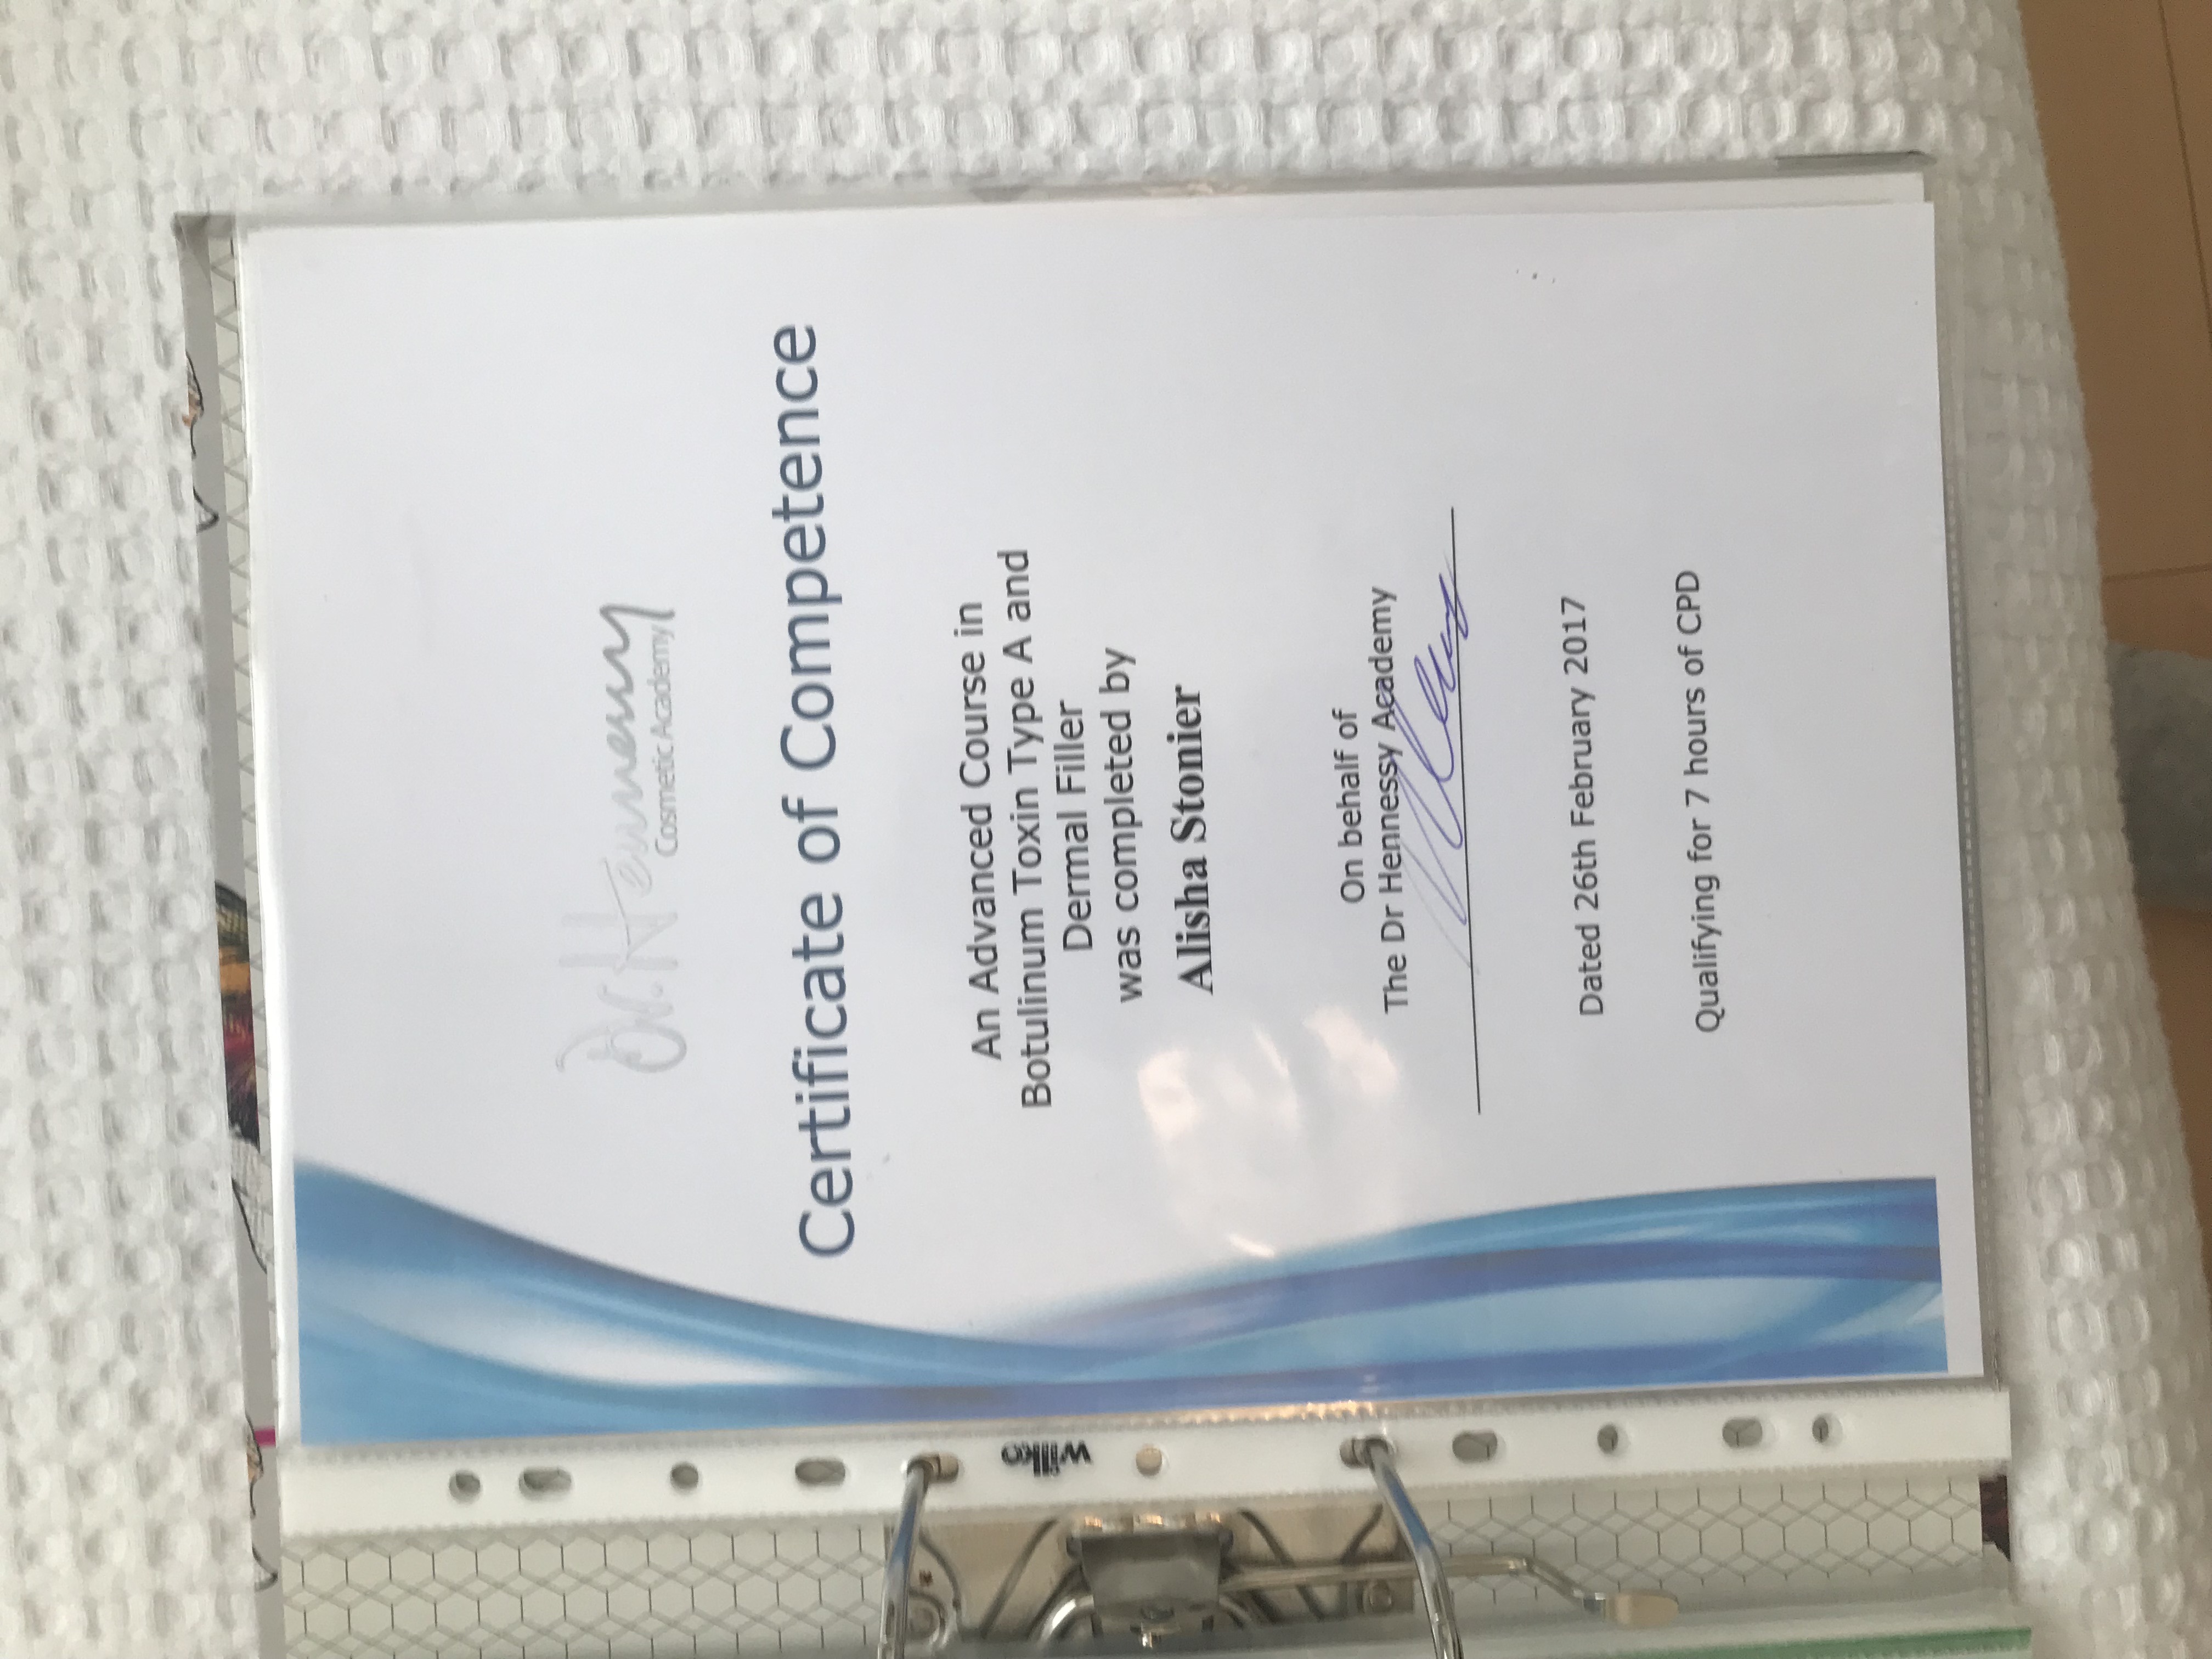 Dr. Hennessy
Cosmetic Academy
Certificate of Competence
An Advanced Course in
Botulinum Toxin Type A and
Dermal Filler
was completed by
Alisha Stonier
On behalf of
The Dr Hennessy Academy
Dated 26th February 2017
Qualifying for 7 hours of CPD
wilko